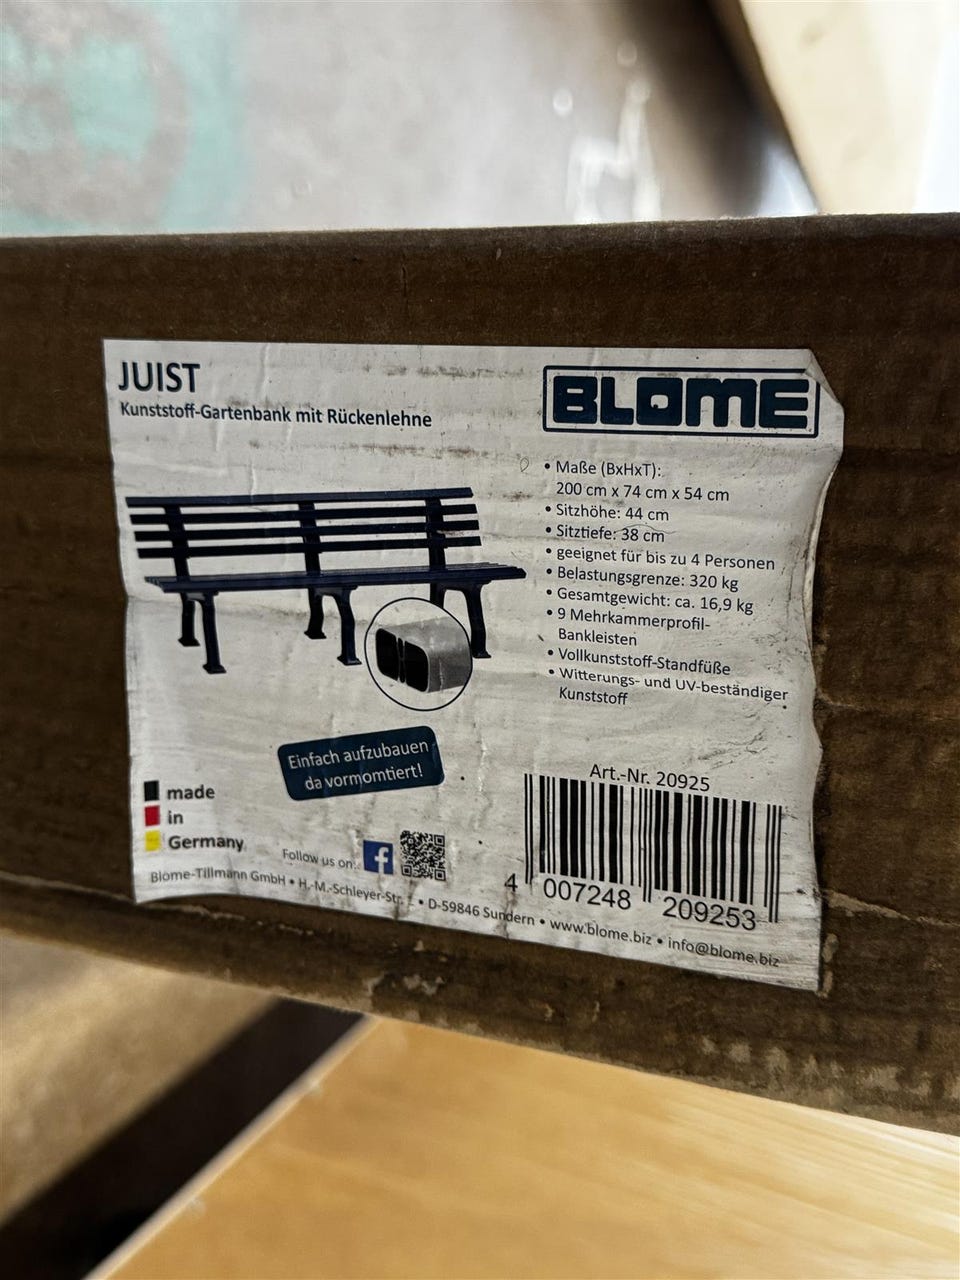 JUIST
Kunststoff-Gartenbank mit Rückenlehne
BLOME
• Maße (BxHxT):
200 cm x 74 cm x 54 cm
• Sitzhöhe: 44 cm
• Sitztiefe: 38 cm
• geeignet für bis zu 4 Personen
• Belastungsgrenze: 320 kg
• Gesamtgewicht: ca. 16,9 kg
• 9 Mehrkammerprofil-
Bankleisten
• Vollkunststoff-Standfüße
• Witterungs- und UV-beständiger
Kunststoff
Einfach aufzubauen
da vormomtiert!
made
in
Germany
Follow us on:
f
Art.-Nr. 20925
4 007248 209253
Blome-Tillmann GmbH • H.-M.-Schleyer-Str. • D-59846 Sundern • www.blome.biz • info@blome.biz